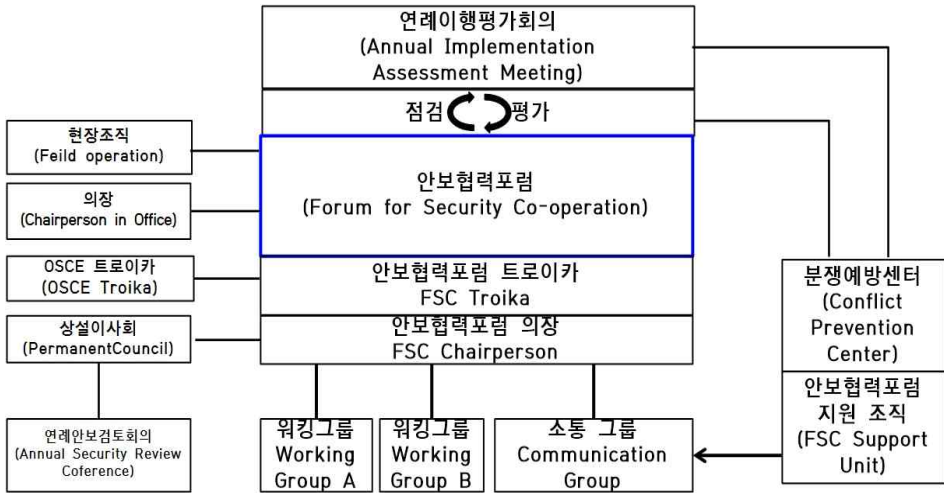 연례이행평가회의
(Annual Implementation
Assessment Meeting)
점검 평가
현장조직
(Feild operation)
안보협력포럼
(Forum for Security Co-operation)
의장
(Chairperson in Office)
OSCE 트로이카
(OSCE Troika)
안보협력포럼 트로이카
FSC Troika
분쟁예방센터
(Conflict
Prevention
Center)
상설이사회
(PermanentCouncil)
안보협력포럼 의장
FSC Chairperson
안보협력포럼
지원 조직
(FSC Support
Unit)
연례안보검토회의
(Annual Security Review
Coference)
워킹그룹
Working
Group A
워킹그룹
Working
Group B
소통 그룹
Communication
Group